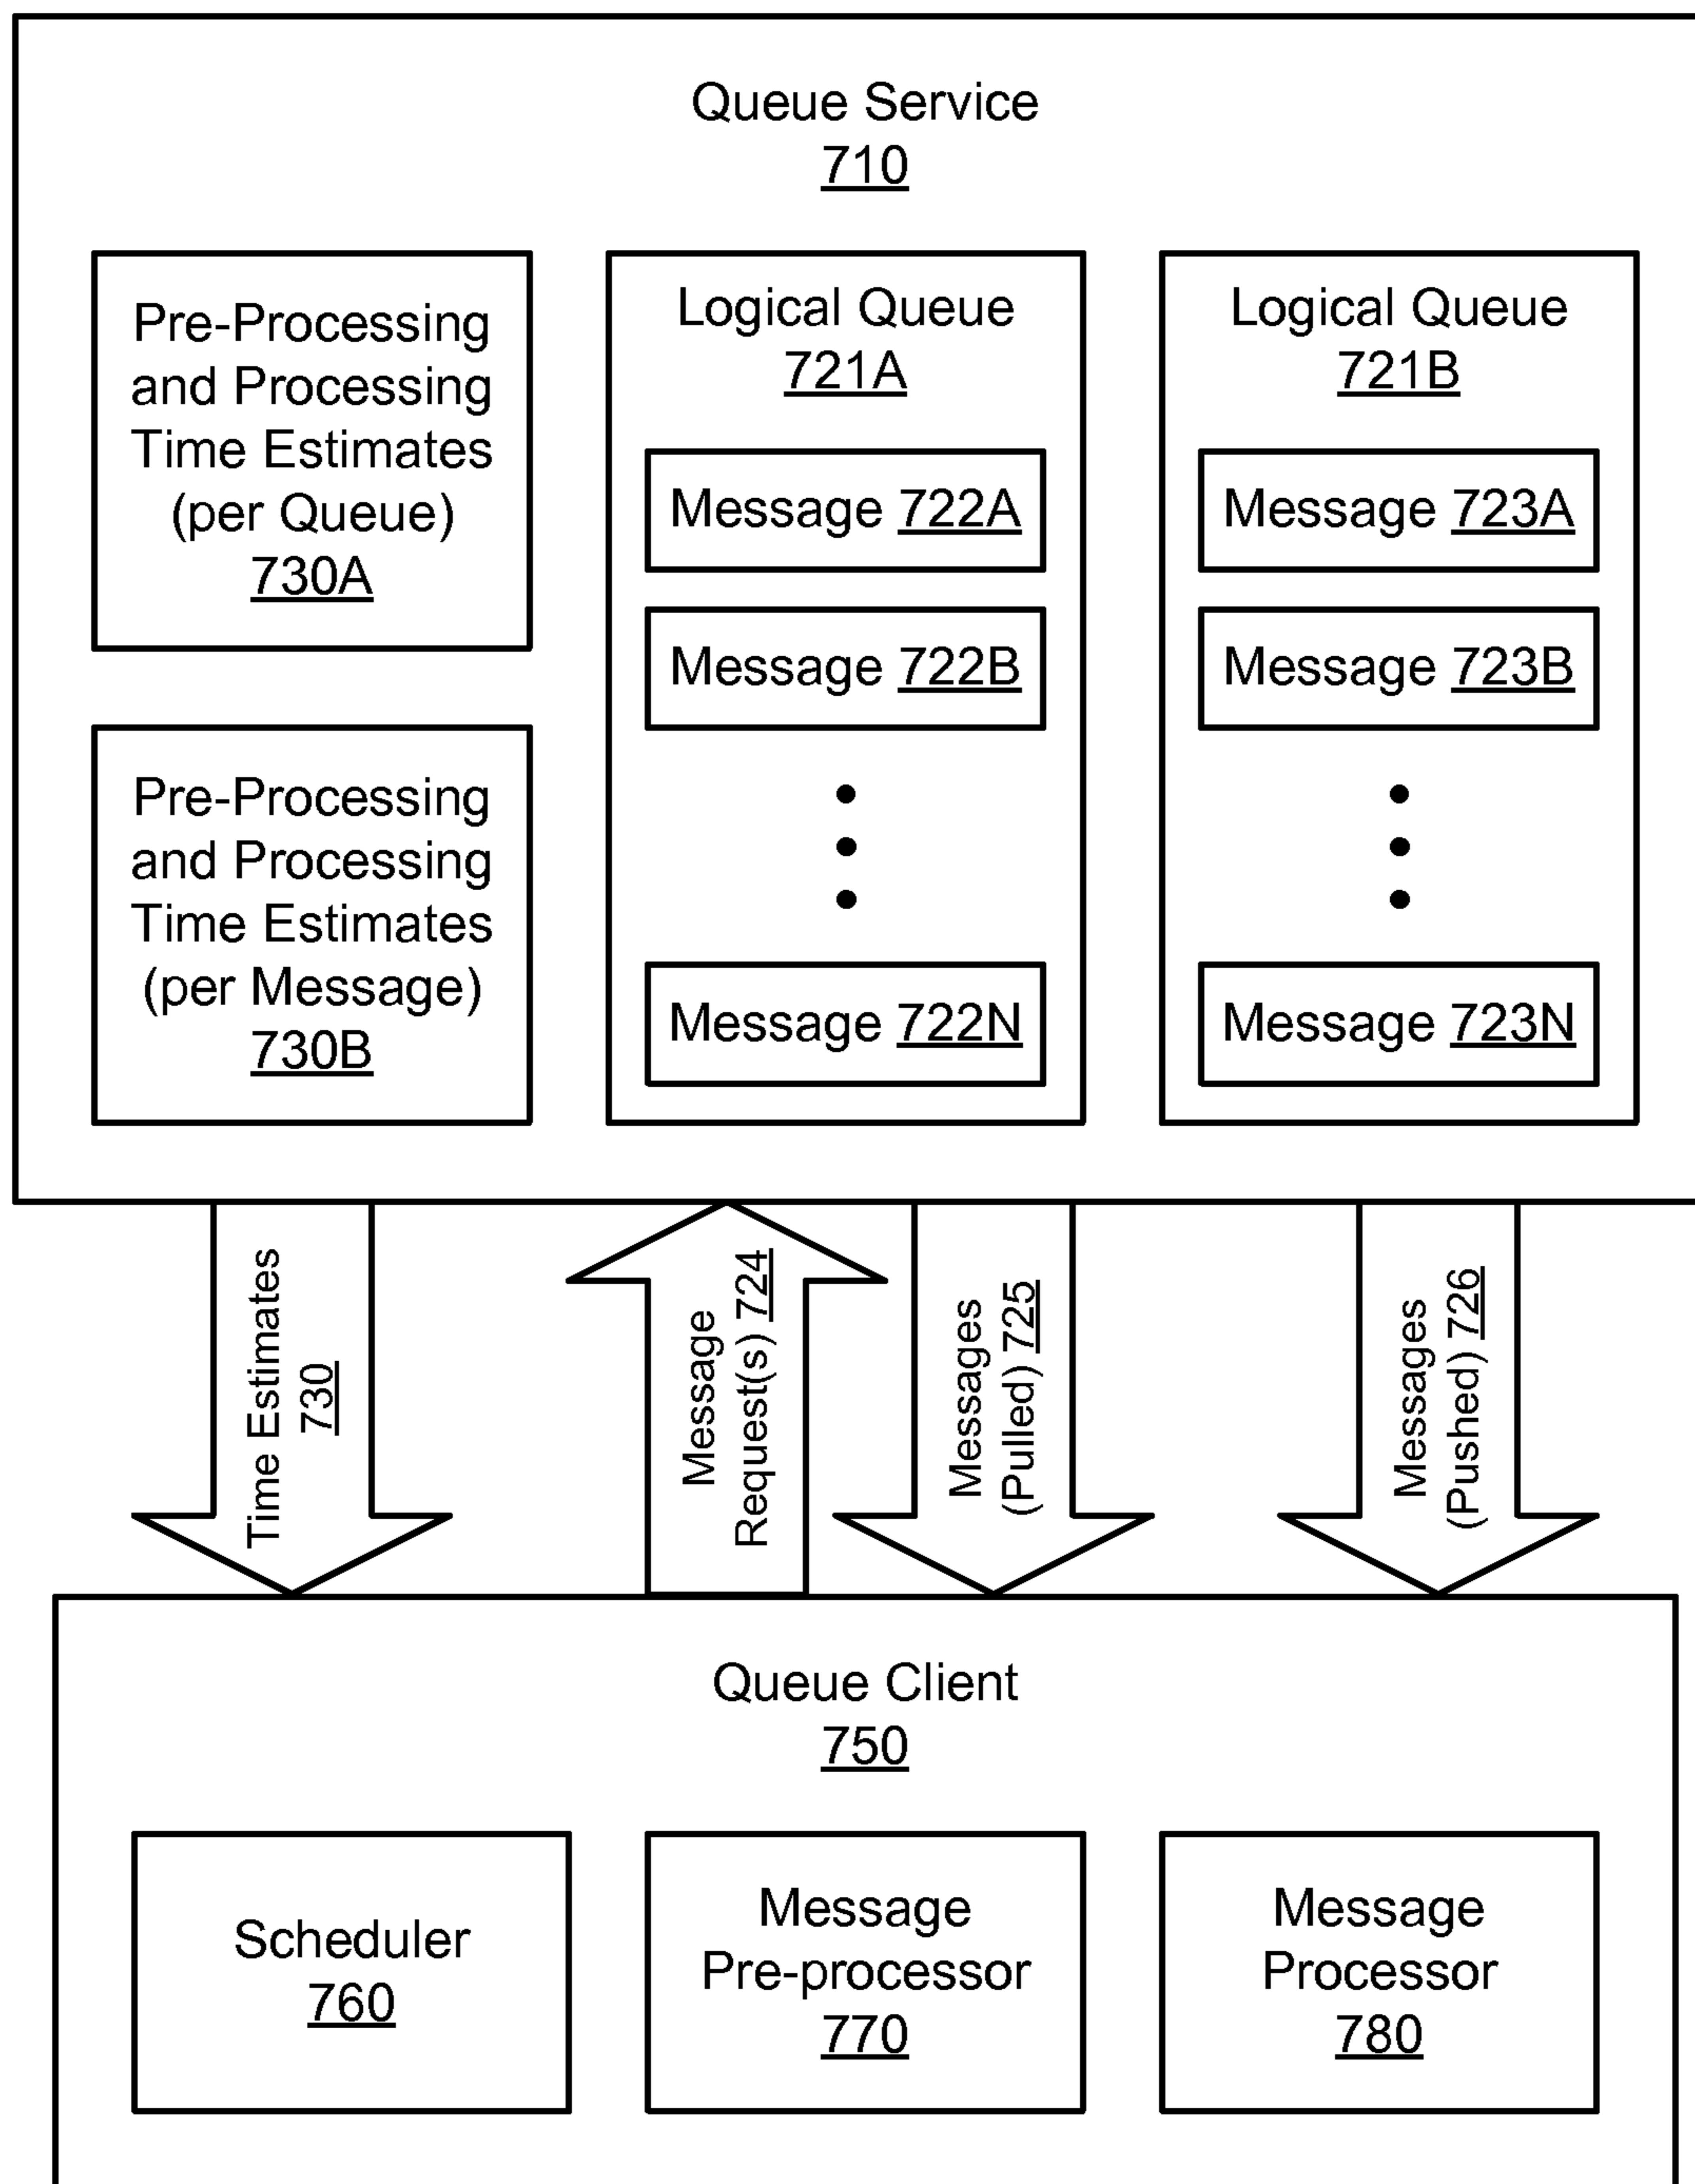 Queue Service
710
Pre-Processing
and Processing
Time Estimates
(per Queue)
730A
Pre-Processing
and Processing
Time Estimates
(per Message)
730B
Logical Queue
721A
Message 722A
Message 722B
Message 722N
Logical Queue
721B
Message 723A
Message 723B
Message 723N
Time Estimates
730
Message
Request(s) 724
Messages
(Pulled) 725
Messages
(Pushed) 726
Queue Client
750
Scheduler
760
Message
Pre-processor
770
Message
Processor
780